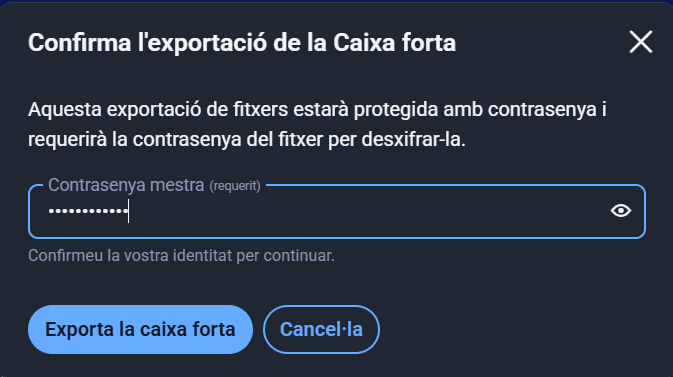 Confirma l'exportació de la Caixa forta
Aquesta exportació de fitxers estarà protegida amb contrasenya i
requerirà la contrasenya del fitxer per desxifrar-la.
Contrasenya mestra (requerit)
••••••••••••
Confirmeu la vostra identitat per continuar.
Exporta la caixa forta
Cancel·la